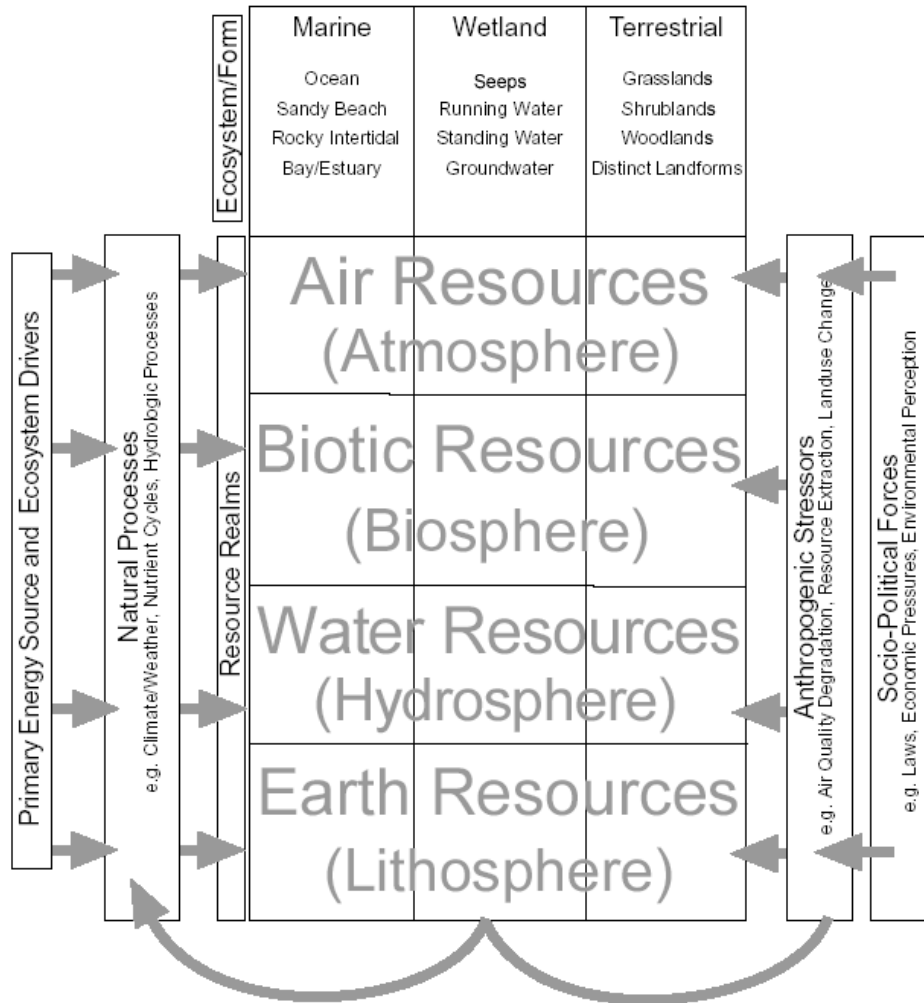 Ecosystem/Form
Marine
Ocean
Sandy Beach
Rocky Intertidal
Bay/Estuary
Wetland
Seeps
Running Water
Standing Water
Groundwater
Terrestrial
Grasslands
Shrublands
Woodlands
Distinct Landforms
Primary Energy Source and Ecosystem Drivers
Natural Processes
e.g. Climate/Weather, Nutrient Cycles, Hydrologic Processes
Resource Realms
Air Resources
(Atmosphere)
Biotic Resources
(Biosphere)
Water Resources
(Hydrosphere)
Earth Resources
(Lithosphere)
Anthropogenic Stressors
e.g. Air Quality Degradation, Resource Extraction, Landuse Change
Socio-Political Forces
e.g. Laws, Economic Pressures, Environmental Perception